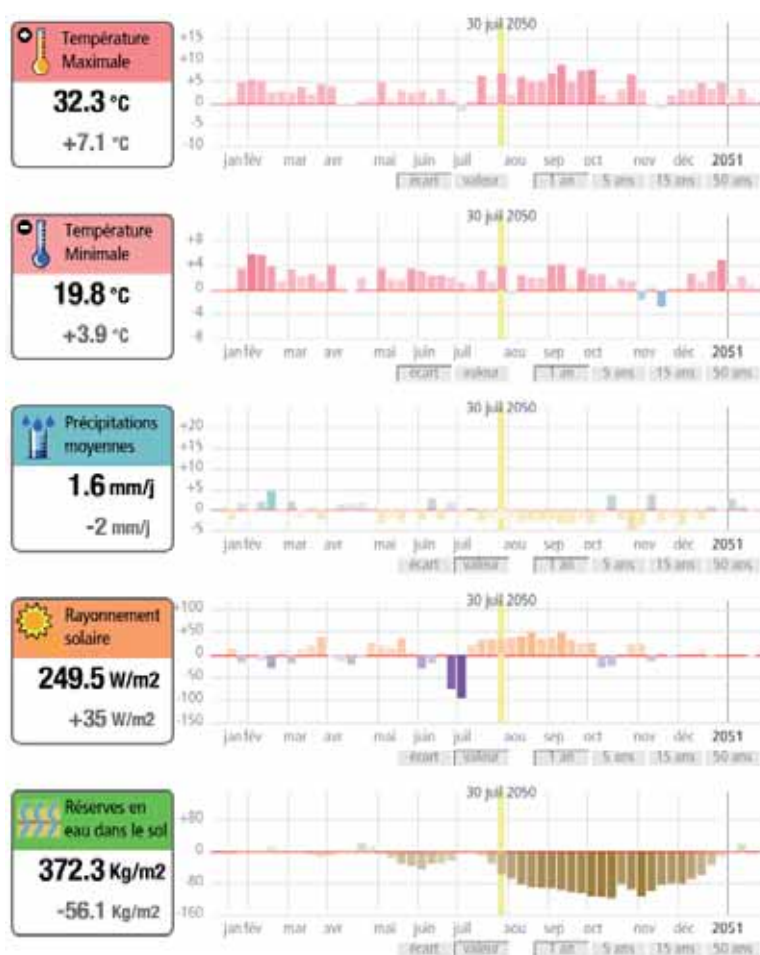 30 juil 2050
Température
Maximale
32.3 °C
+7.1 °C
+15
+10
+5
0
-5
-10
jan fév mar avr mai juin juil aou sep oct nov déc 2051
écart valeur 1 an 5 ans 15 ans 50 ans
30 juil 2050
Température
Minimale
19.8 °C
+3.9 °C
+8
+4
0
-4
-8
jan fév mar avr mai juin juil aou sep oct nov déc 2051
écart valeur 1 an 5 ans 15 ans 50 ans
30 juil 2050
Précipitations
moyennes
1.6 mm/j
-2 mm/j
+20
+15
+10
+5
0
-5
jan fév mar avr mai juin juil aou sep oct nov déc 2051
écart valeur 1 an 5 ans 15 ans 50 ans
30 juil 2050
Rayonnement
solaire
249.5 W/m2
+35 W/m2
+100
+50
0
-50
-100
-150
jan fév mar avr mai juin juil aou sep oct nov déc 2051
écart valeur 1 an 5 ans 15 ans 50 ans
30 juil 2050
Réserves en
eau dans le sol
372.3 Kg/m2
-56.1 Kg/m2
+80
0
-80
-160
jan fév mar avr mai juin juil aou sep oct nov déc 2051
écart valeur 1 an 5 ans 15 ans 50 ans